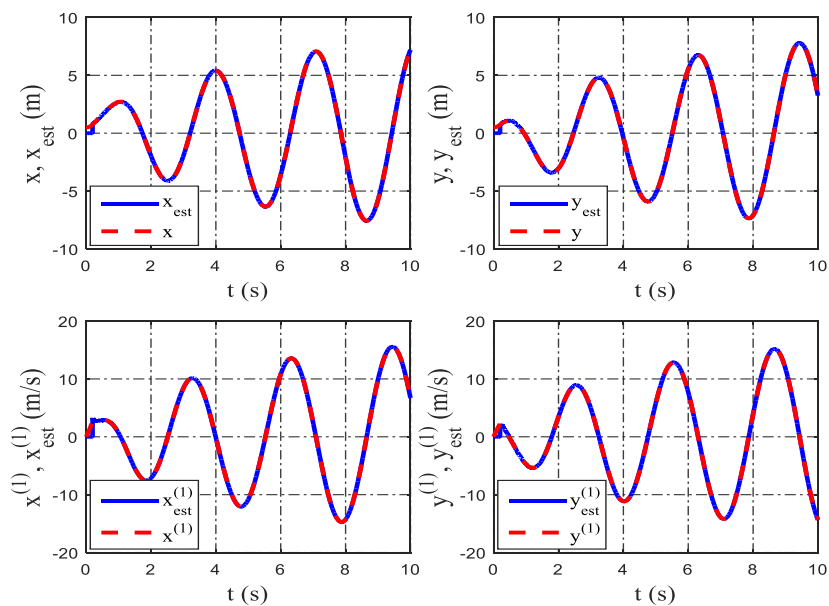 x, x_est (m)
10
5
0
-5
-10
x_est
x
0 2 4 6 8 10
t (s)
y, y_est (m)
10
5
0
-5
-10
y_est
y
0 2 4 6 8 10
t (s)
x^(1), x_est^(1) (m/s)
20
10
0
-10
-20
x_est^(1)
x^(1)
0 2 4 6 8 10
t (s)
y^(1), y_est^(1) (m/s)
20
10
0
-10
-20
y_est^(1)
y^(1)
0 2 4 6 8 10
t (s)